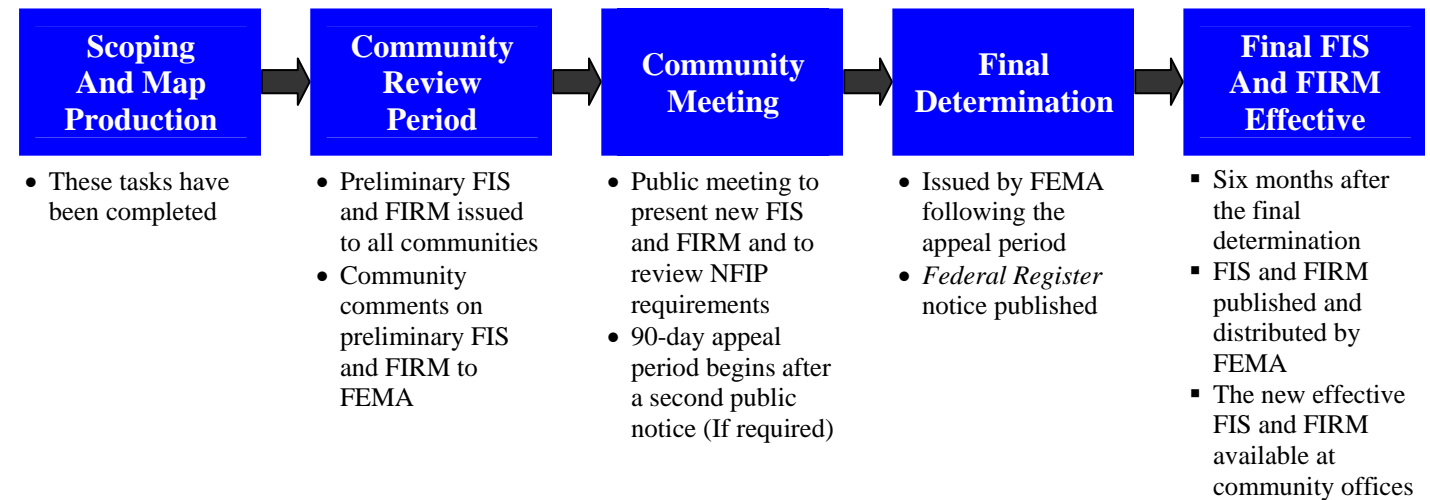 Scoping
And Map
Production
Community
Review
Period
Community
Meeting
Final
Determination
Final FIS
And FIRM
Effective
• These tasks have
been completed
• Preliminary FIS
and FIRM issued
to all communities
• Community
comments on
preliminary FIS
and FIRM to
FEMA
• Public meeting to
present new FIS
and FIRM and to
review NFIP
requirements
• 90-day appeal
period begins after
a second public
notice (If required)
• Issued by FEMA
following the
appeal period
• Federal Register
notice published
▪ Six months after
the final
determination
▪ FIS and FIRM
published and
distributed by
FEMA
▪ The new effective
FIS and FIRM
available at
community offices